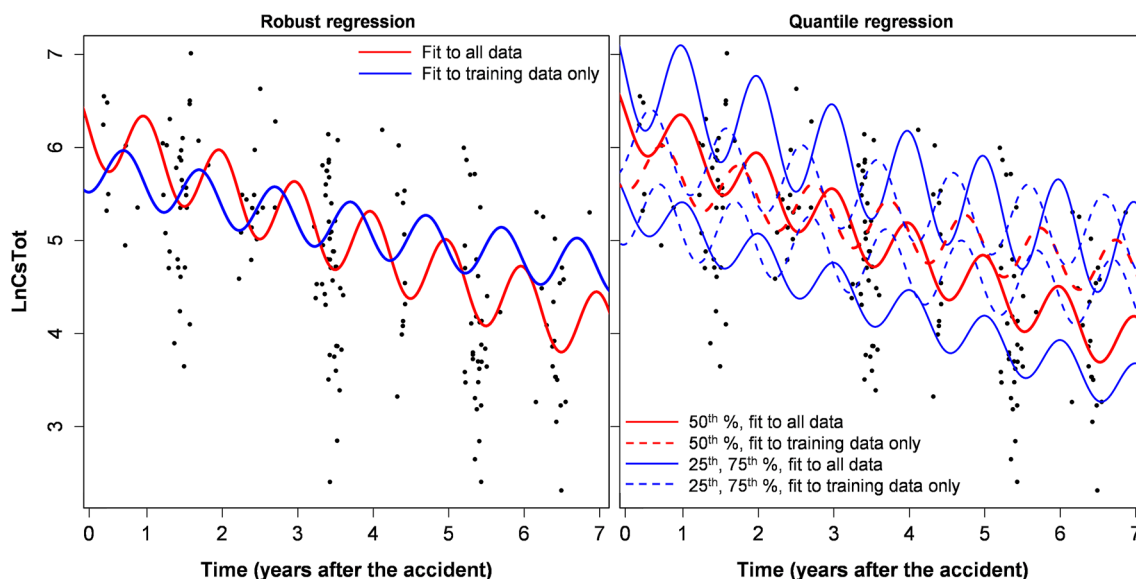 Robust regression
Quantile regression
Fit to all data
Fit to training data only
LnCsTot
7
6
5
4
3
50th %, fit to all data
50th %, fit to training data only
25th, 75th %, fit to all data
25th, 75th %, fit to training data only
0 1 2 3 4 5 6 7
0 1 2 3 4 5 6 7
Time (years after the accident)
Time (years after the accident)